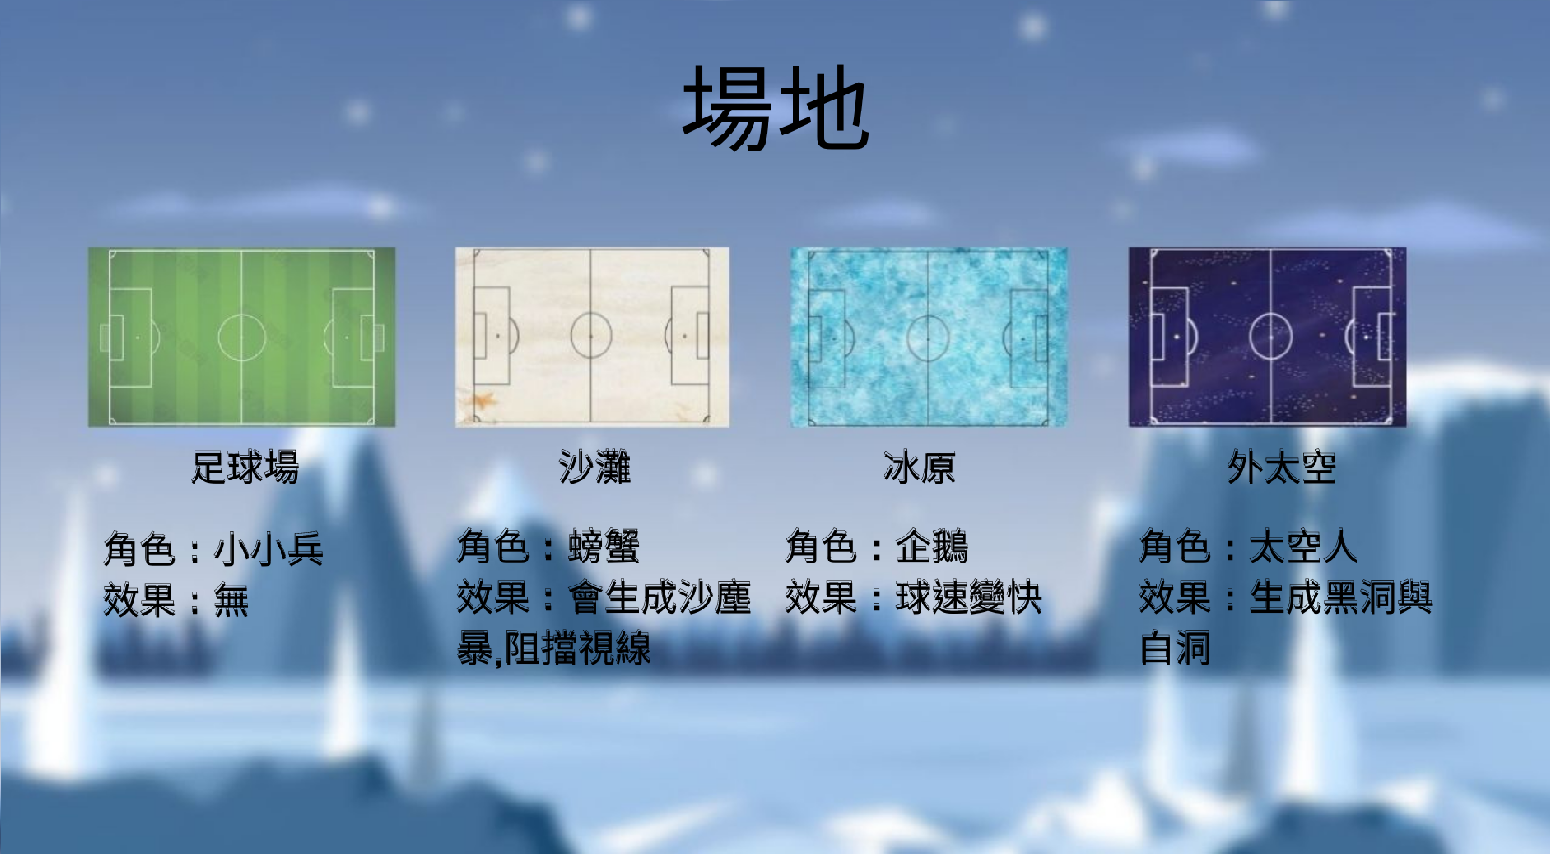 場地
足球場
角色：小小兵
效果：無
沙灘
角色：螃蟹
效果：會生成沙塵
暴,阻擋視線
冰原
角色：企鵝
效果：球速變快
外太空
角色：太空人
效果：生成黑洞與
自洞